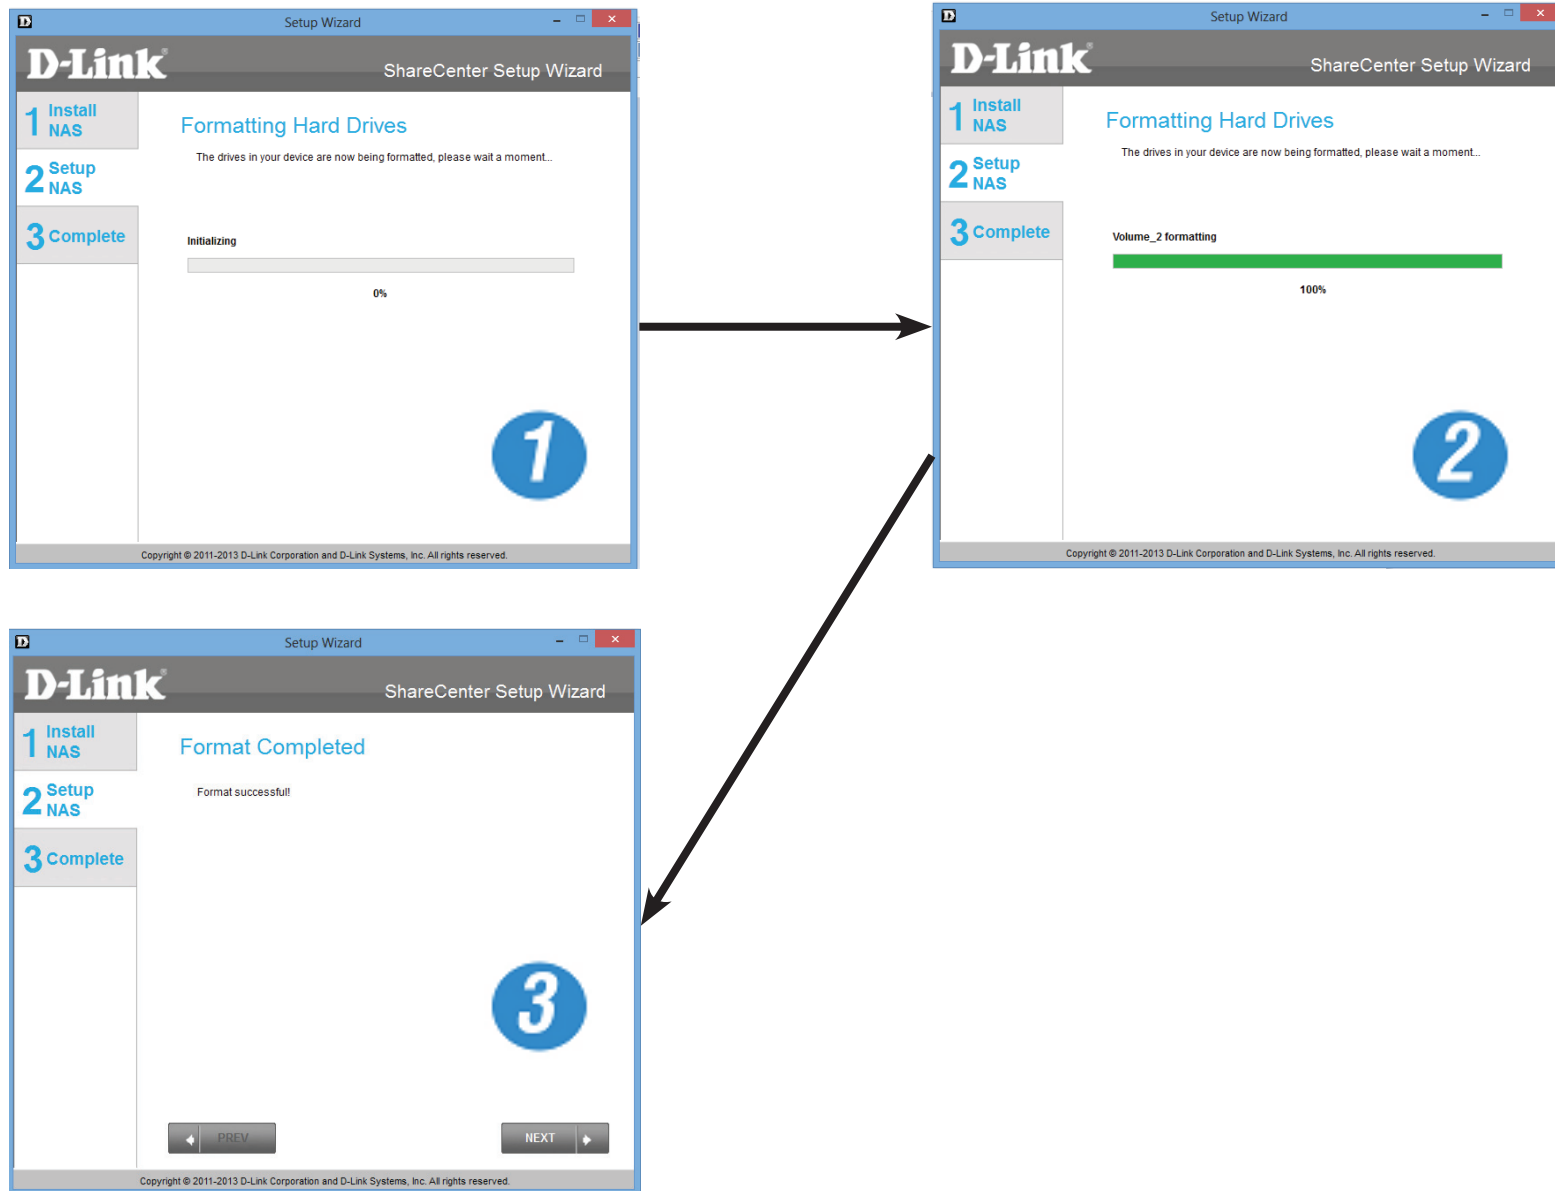 Setup Wizard
D-Link®
ShareCenter Setup Wizard
1 Install
NAS
2 Setup
NAS
3 Complete
Formatting Hard Drives
The drives in your device are now being formatted, please wait a moment...
Initializing
0%
1
Copyright © 2011-2013 D-Link Corporation and D-Link Systems, Inc. All rights reserved.
Setup Wizard
D-Link®
ShareCenter Setup Wizard
1 Install
NAS
2 Setup
NAS
3 Complete
Formatting Hard Drives
The drives in your device are now being formatted, please wait a moment...
Volume_2 formatting
100%
2
Copyright © 2011-2013 D-Link Corporation and D-Link Systems, Inc. All rights reserved.
Setup Wizard
D-Link®
ShareCenter Setup Wizard
1 Install
NAS
2 Setup
NAS
3 Complete
Format Completed
Format successful!
3
PREV
NEXT
Copyright © 2011-2013 D-Link Corporation and D-Link Systems, Inc. All rights reserved.